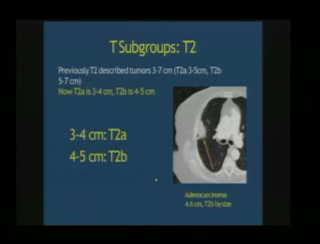 T Subgroups: T2
Previously T2 described tumors 3-7 cm (T2a 3-5cm, T2b
5-7 cm)
Now T2a is 3-4 cm, T2b is 4-5 cm
3-4 cm: T2a
4-5 cm: T2b
Adenocarcinoma
4.6 cm, T2b by size